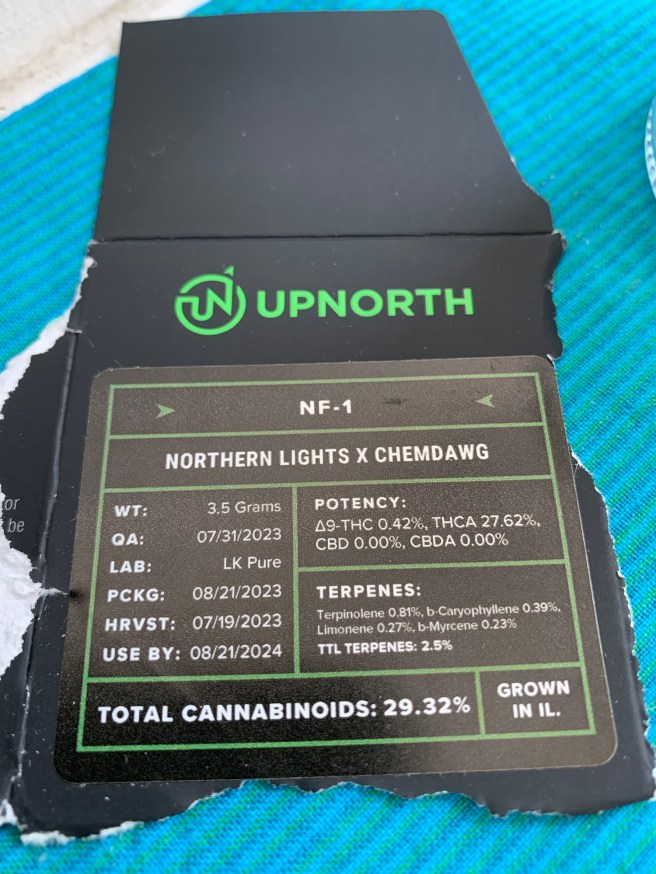 UN UPNORTH
NF-1
NORTHERN LIGHTS X CHEMDAWG
WT: 3.5 Grams
QA: 07/31/2023
LAB: LK Pure
PCKG: 08/21/2023
HRVST: 07/19/2023
USE BY: 08/21/2024
POTENCY:
Δ9-THC 0.42%, THCA 27.62%,
CBD 0.00%, CBDA 0.00%
TERPENES:
Terpinolene 0.81%, b-Caryophyllene 0.39%,
Limonene 0.27%, b-Myrcene 0.23%
TTL TERPENES: 2.5%
TOTAL CANNABINOIDS: 29.32%
GROWN
IN IL.
or
be